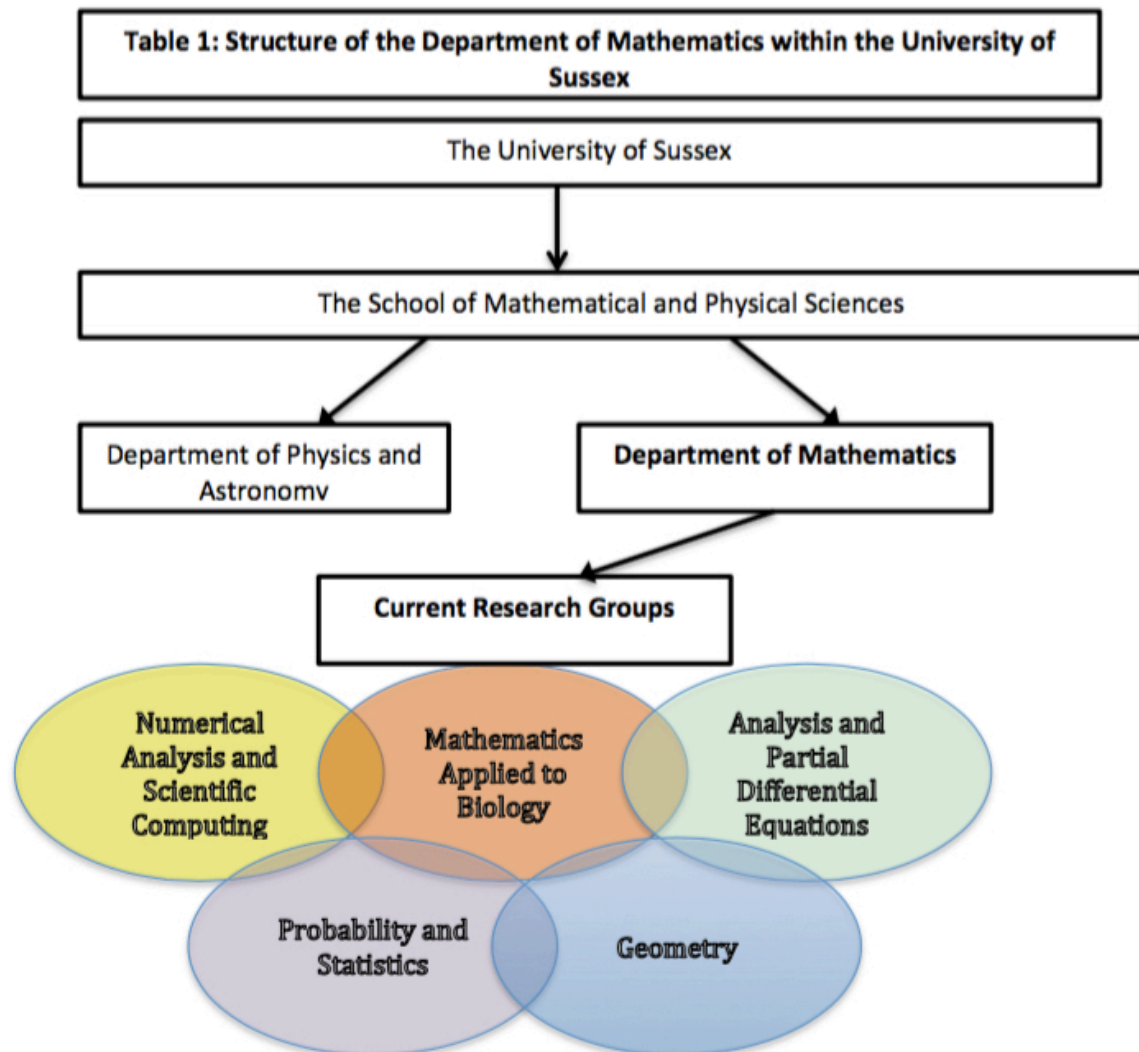 Table 1: Structure of the Department of Mathematics within the University of
Sussex
The University of Sussex
The School of Mathematical and Physical Sciences
Department of Physics and
Astronomy
Department of Mathematics
Current Research Groups
Numerical
Analysis and
Scientific
Computing
Mathematics
Applied to
Biology
Analysis and
Partial
Differential
Equations
Probability and
Statistics
Geometry